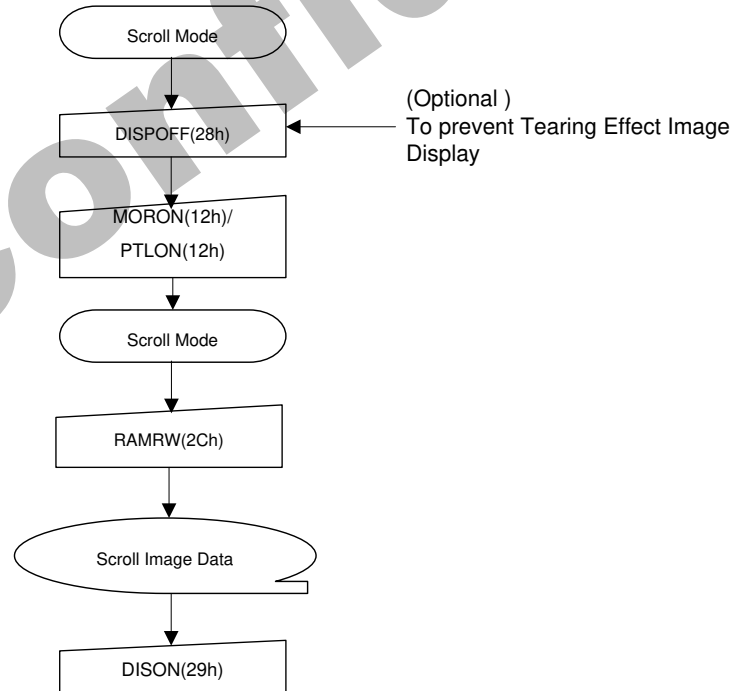 Scroll Mode
DISPOFF(28h)
(Optional )
To prevent Tearing Effect Image
Display
MORON(12h)/
PTLON(12h)
Scroll Mode
RAMRW(2Ch)
Scroll Image Data
DISON(29h)